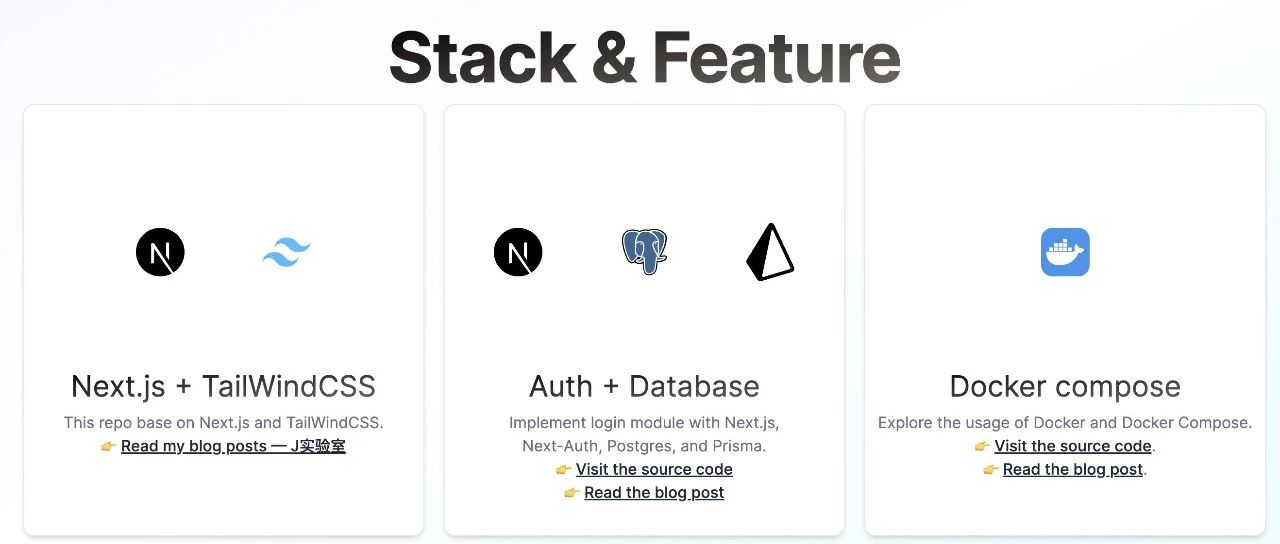 Stack & Feature
Next.js + TailWindCSS
This repo base on Next.js and TailWindCSS.
👉 Read my blog posts — J实验室
Auth + Database
Implement login module with Next.js,
Next-Auth, Postgres, and Prisma.
👉 Visit the source code
👉 Read the blog post
Docker compose
Explore the usage of Docker and Docker Compose.
👉 Visit the source code.
👉 Read the blog post.